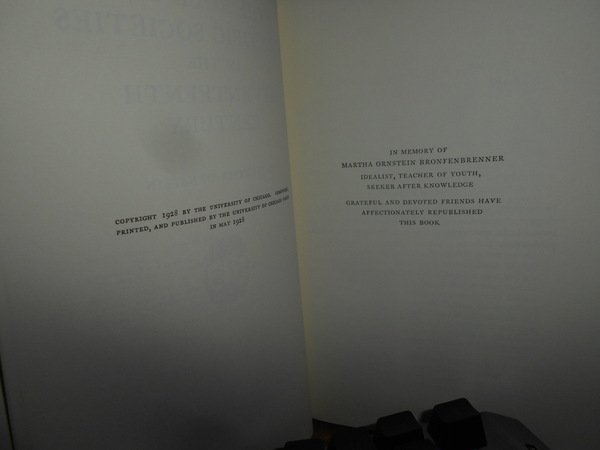 COPYRIGHT 1928 BY THE UNIVERSITY OF CHICAGO. COMPOSED,
PRINTED, AND PUBLISHED BY THE UNIVERSITY OF CHICAGO PRESS
IN MAY 1928
IN MEMORY OF
MARTHA ORNSTEIN BRONFENBRENNER
IDEALIST, TEACHER OF YOUTH,
SEEKER AFTER KNOWLEDGE
GRATEFUL AND DEVOTED FRIENDS HAVE
AFFECTIONATELY REPUBLISHED
THIS BOOK